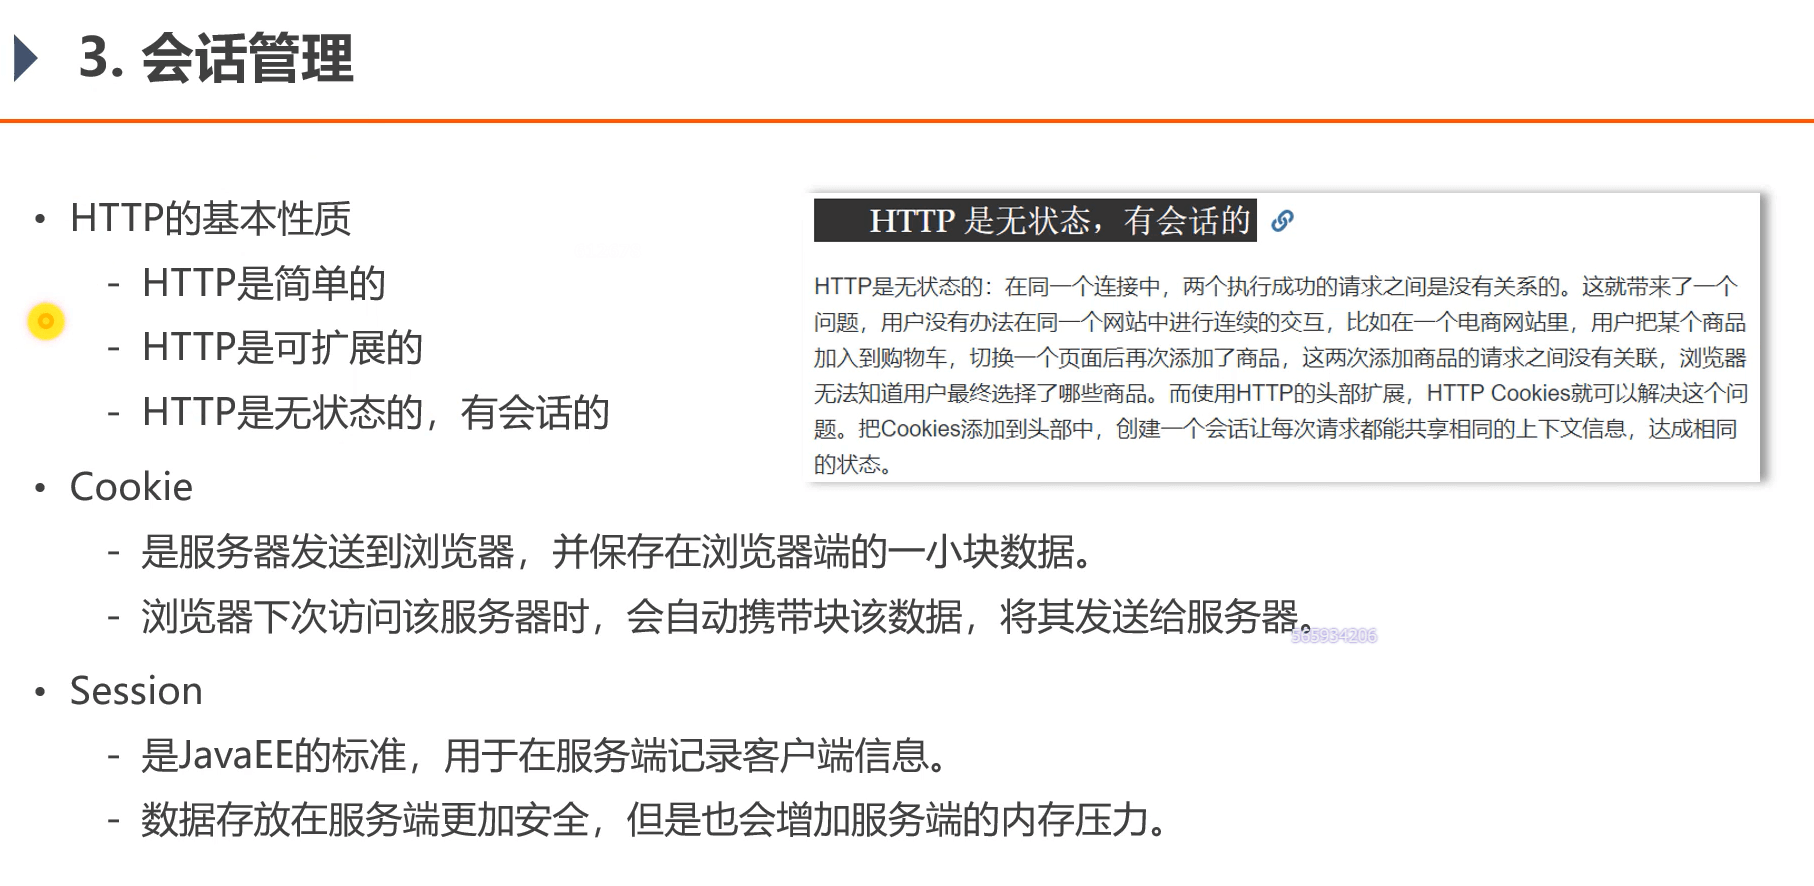 3. 会话管理
• HTTP的基本性质
- HTTP是简单的
- HTTP是可扩展的
- HTTP是无状态的，有会话的
HTTP 是无状态，有会话的
HTTP是无状态的：在同一个连接中，两个执行成功的请求之间是没有关系的。这就带来了一个
问题，用户没有办法在同一个网站中进行连续的交互，比如在一个电商网站里，用户把某个商品
加入到购物车，切换一个页面后再次添加了商品，这两次添加商品的请求之间没有关联，浏览器
无法知道用户最终选择了哪些商品。而使用HTTP的头部扩展，HTTP Cookies就可以解决这个问
题。把Cookies添加到头部中，创建一个会话让每次请求都能共享相同的上下文信息，达成相同
的状态。
• Cookie
- 是服务器发送到浏览器，并保存在浏览器端的一小块数据。
- 浏览器下次访问该服务器时，会自动携带块该数据，将其发送给服务器。
585934206
• Session
- 是JavaEE的标准，用于在服务端记录客户端信息。
- 数据存放在服务端更加安全，但是也会增加服务端的内存压力。